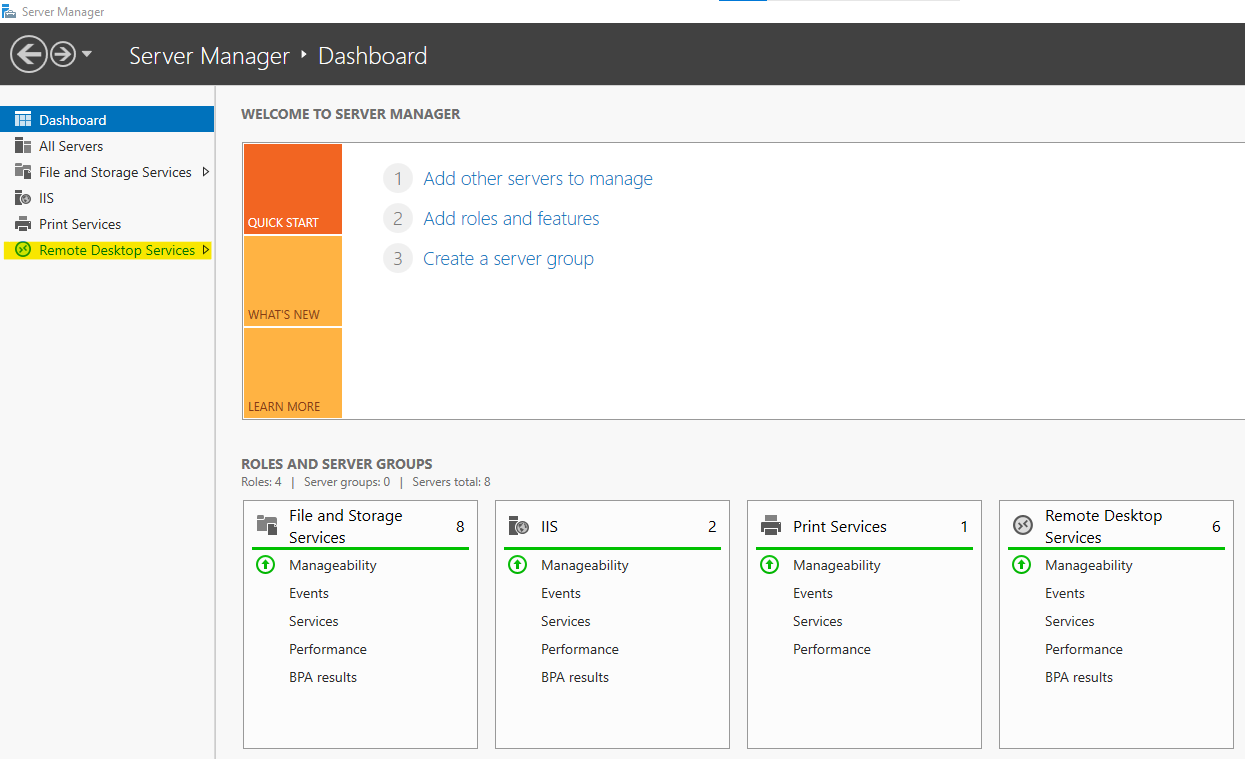 Server Manager
Server Manager ‣ Dashboard
Dashboard
All Servers
File and Storage Services
IIS
Print Services
Remote Desktop Services
WELCOME TO SERVER MANAGER
QUICK START
WHAT'S NEW
LEARN MORE
1 Add other servers to manage
2 Add roles and features
3 Create a server group
ROLES AND SERVER GROUPS
Roles: 4 | Server groups: 0 | Servers total: 8
File and Storage
Services 8
Manageability
Events
Services
Performance
BPA results
IIS 2
Manageability
Events
Services
Performance
BPA results
Print Services 1
Manageability
Events
Services
Performance
Remote Desktop
Services 6
Manageability
Events
Services
Performance
BPA results